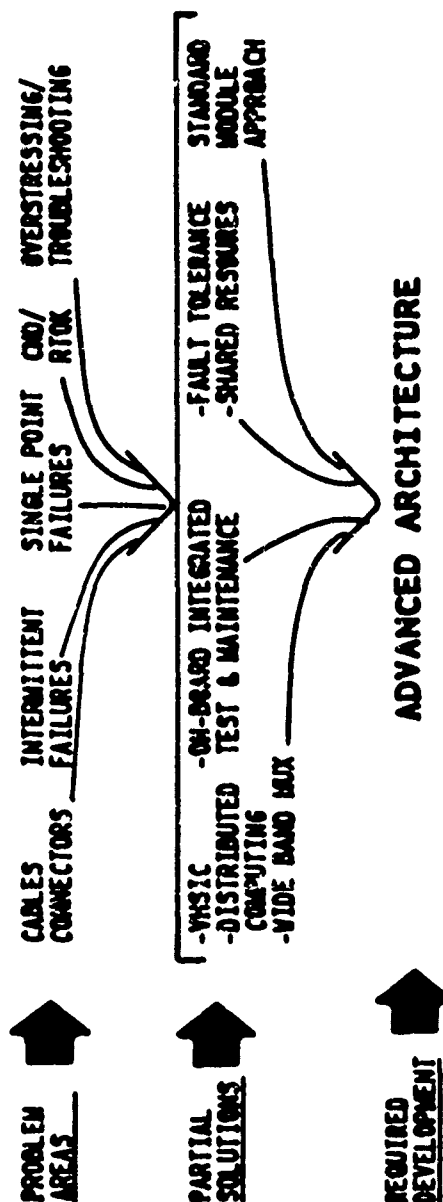 PROBLEM
AREAS
CABLES
CONNECTORS
INTERMITTENT
FAILURES
SINGLE POINT
FAILURES
CND/
RTOK
OVERSTRESSING/
TROUBLESHOOTING
PARTIAL
SOLUTIONS
-VHSIC
-DISTRIBUTED
COMPUTING
-WIDE BAND MUX
-ON-BOARD INTEGRATED
TEST & MAINTENANCE
-FAULT TOLERANCE
-SHARED RESOURES
STANDARD
MODULE
APPROACH
REQUIRED
DEVELOPMENT
ADVANCED ARCHITECTURE